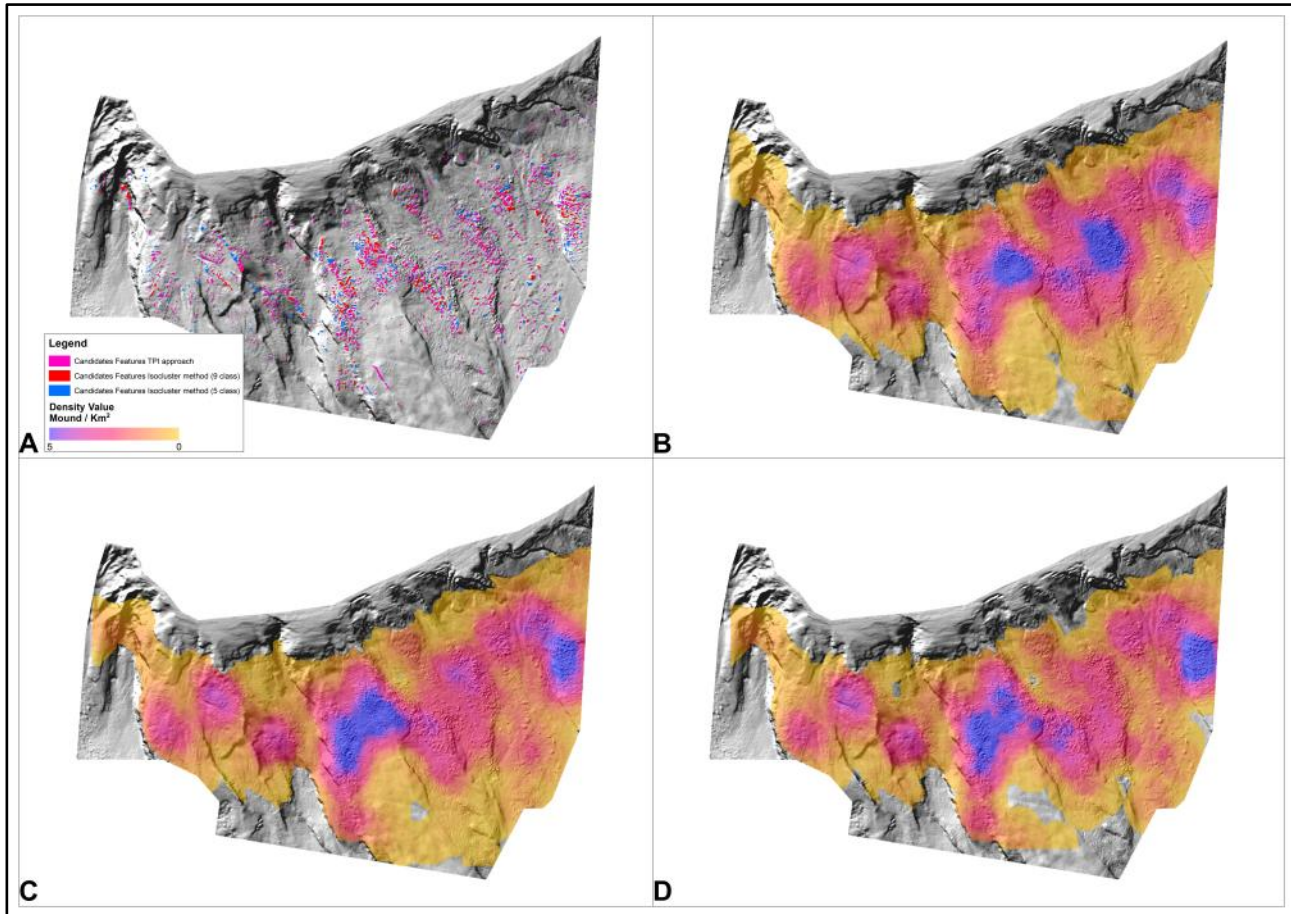 Legend
Candidates Features TPI approach
Candidates Features Isocluster method (9 class)
Candidates Features Isocluster method (5 class)
Density Value
Mound / Km²
5 0
A
B
C
D